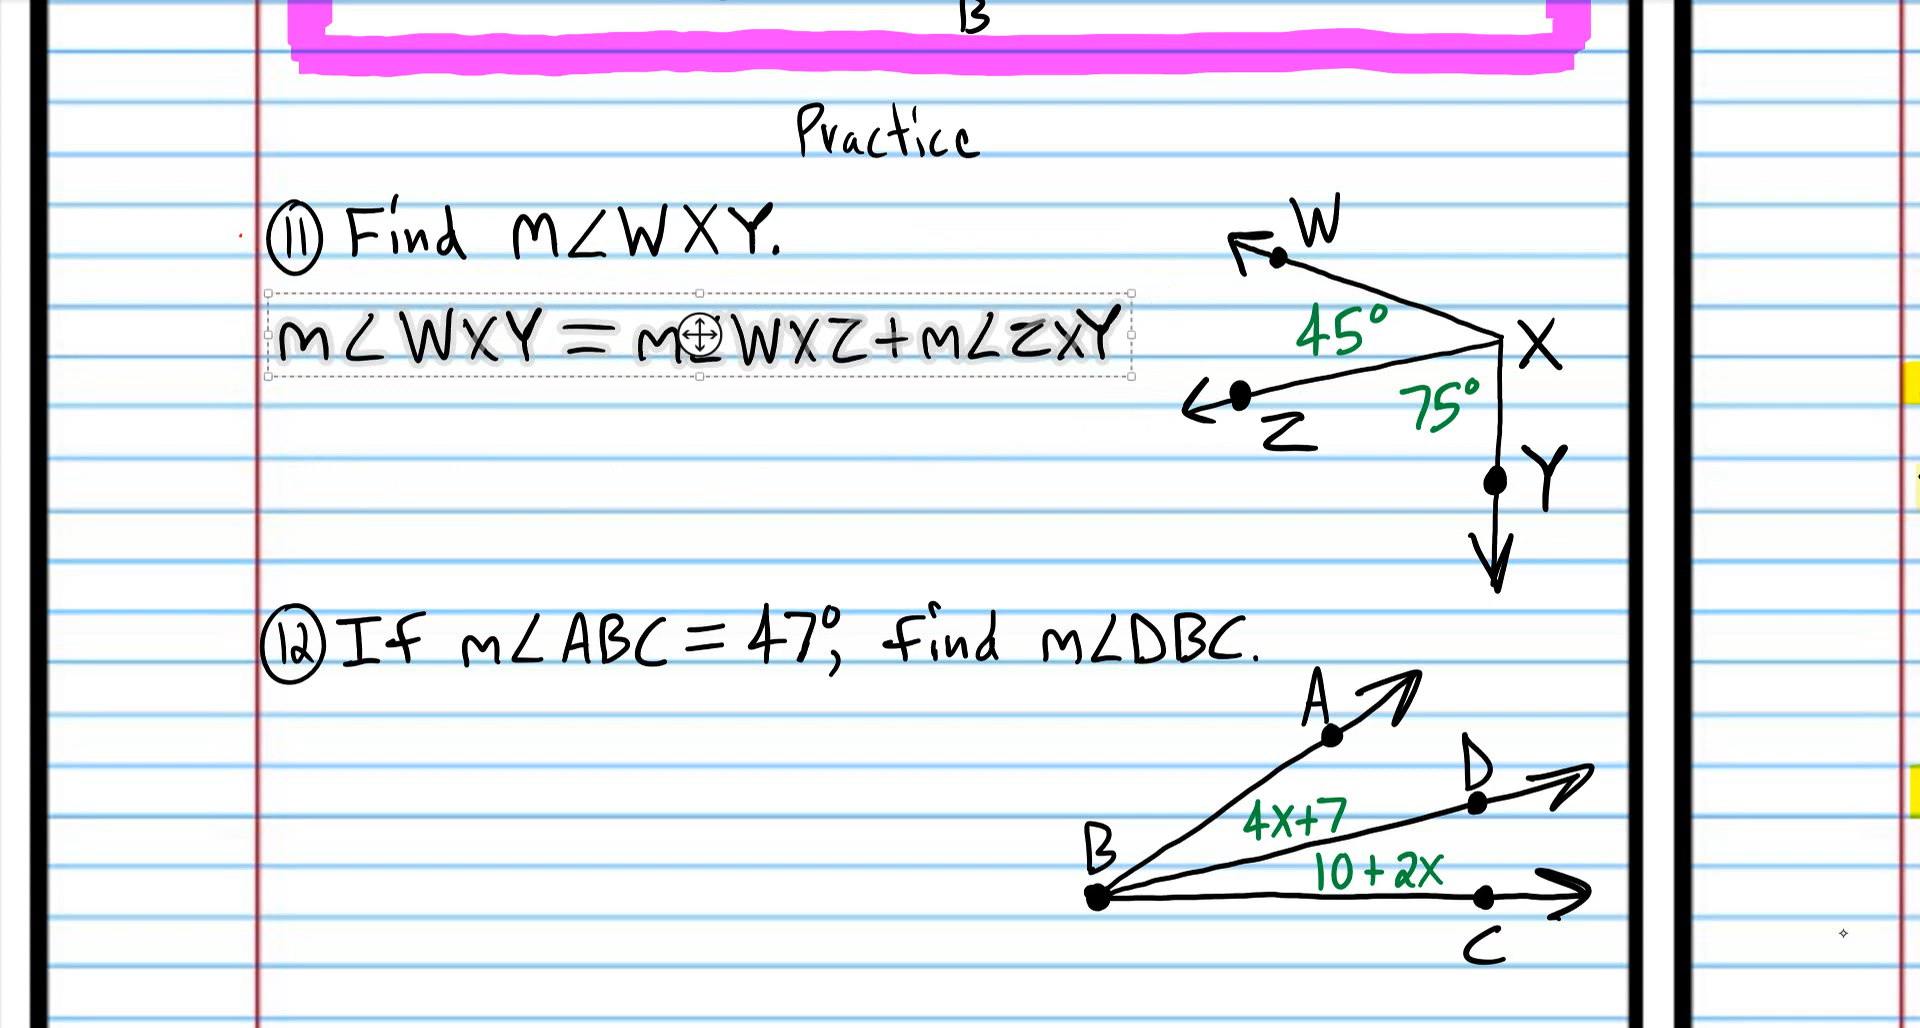 B
Practice
11 Find m∠WXY.
m∠WXY = m∠WXZ+m∠ZXY
W
45°
X
75°
Z
Y
12 If m∠ABC = 47°, find m∠DBC.
A
D
4x+7
B
10+2x
C